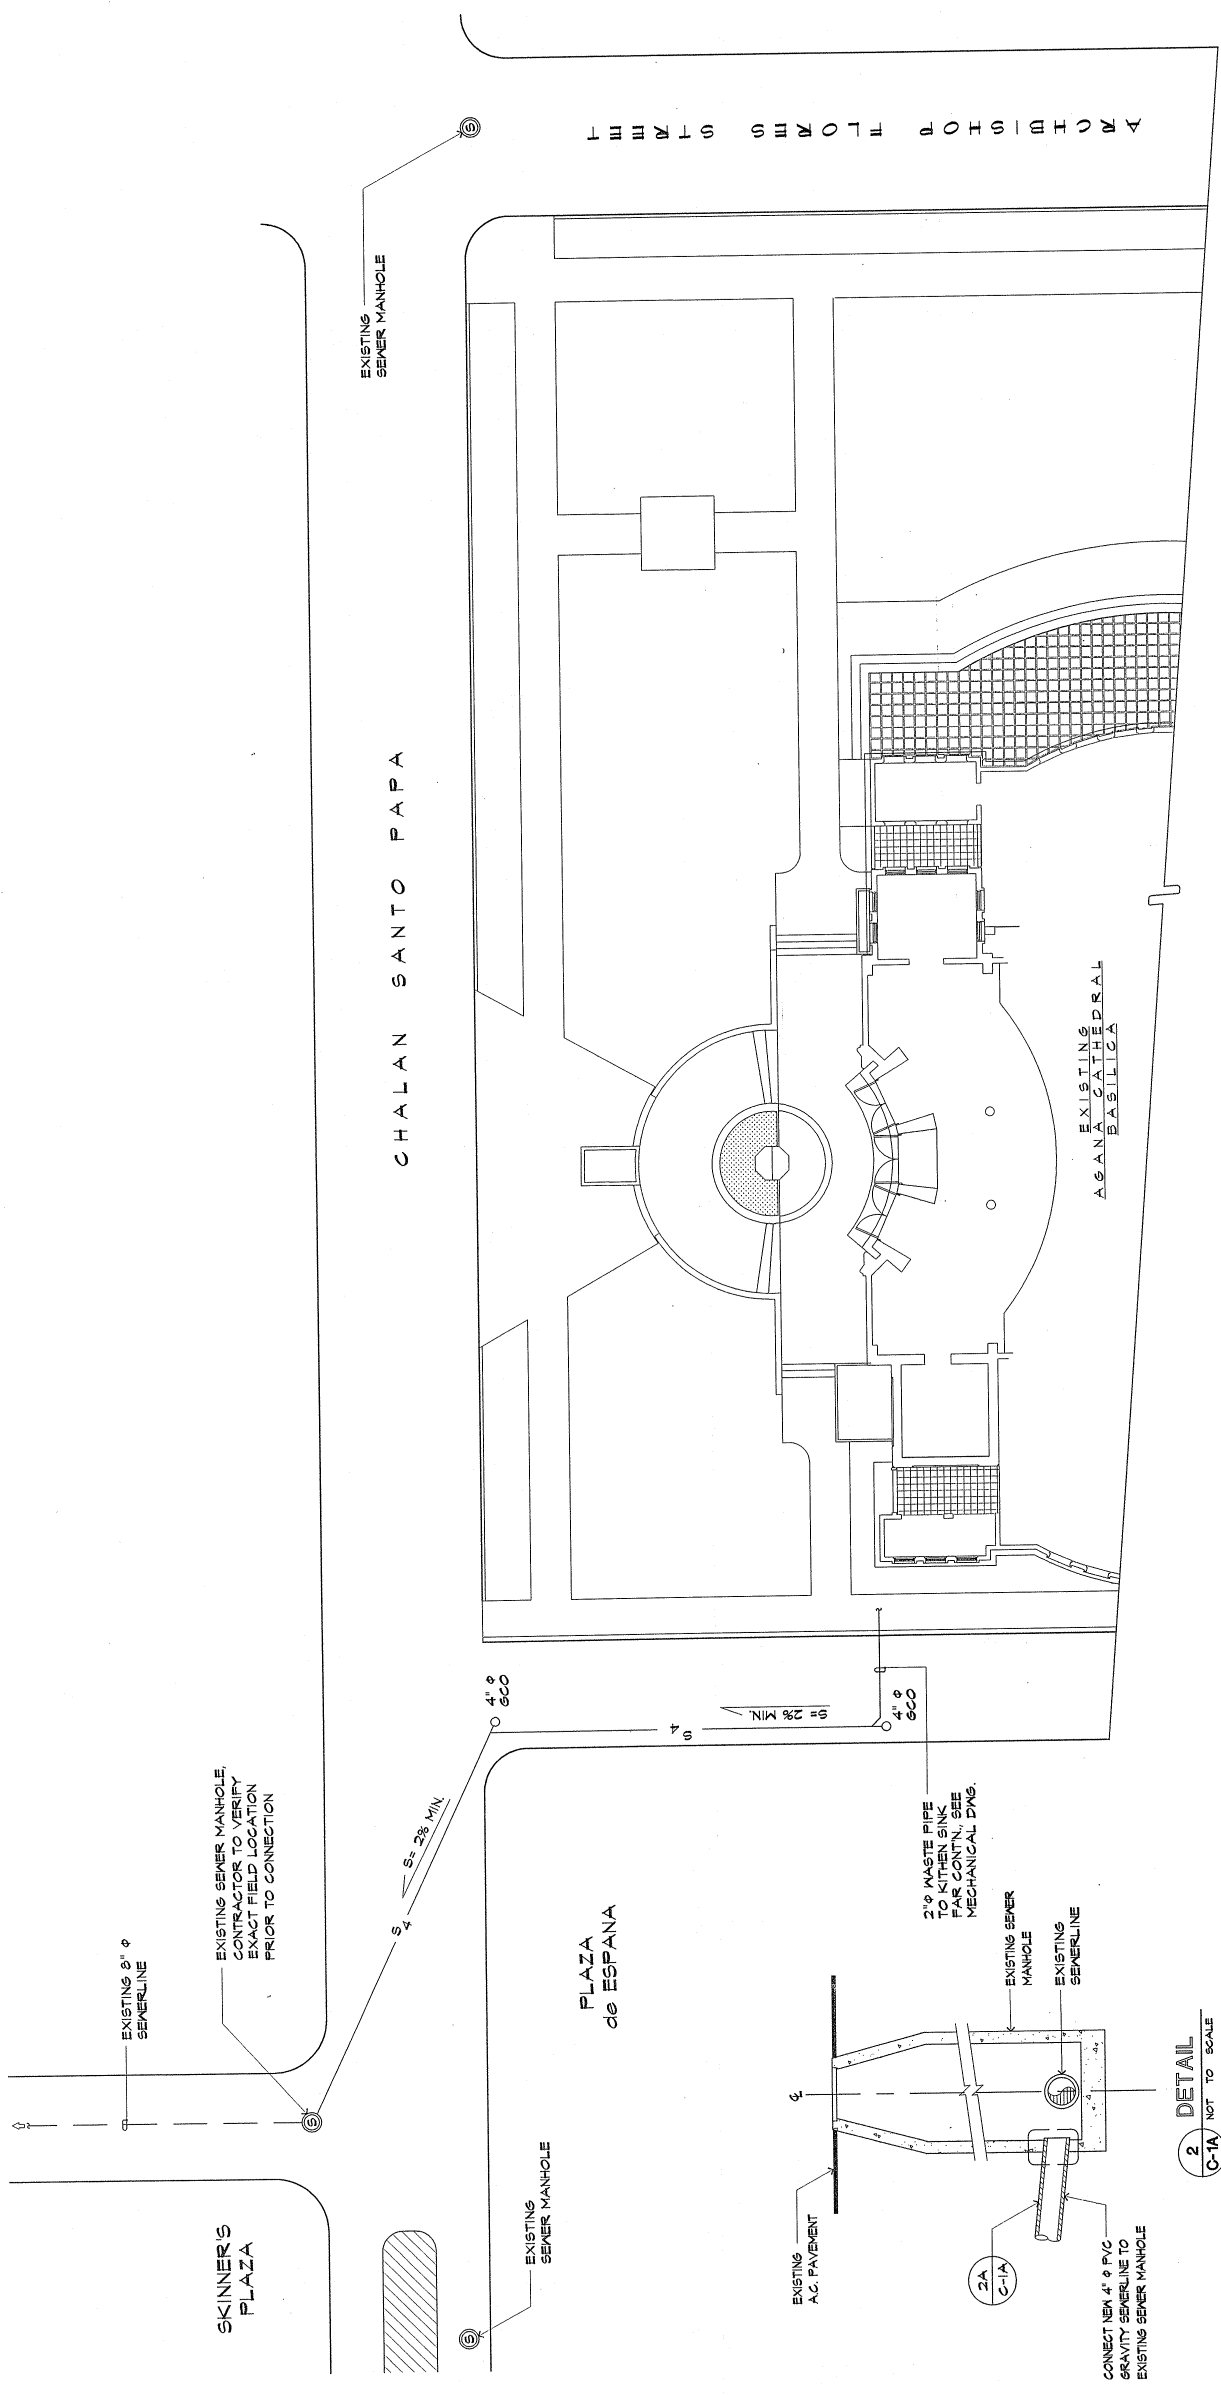 ARCHBISHOP FLORES STREET
EXISTING
SEWER MANHOLE
CHALAN SANTO PAPA
EXISTING
AGANA CATHEDRAL
BASILICA
4" Φ
GCO
S= 2% MIN.
S4
4" Φ
GCO
S= 2% MIN.
S4
EXISTING SEWER MANHOLE,
CONTRACTOR TO VERIFY
EXACT FIELD LOCATION
PRIOR TO CONNECTION
EXISTING 8" Φ
SEWERLINE
S
S
S
2"Φ WASTE PIPE
TO KITHEN SINK
FAR CONT'N., SEE
MECHANICAL DWG.
PLAZA
de ESPANA
SKINNER'S
PLAZA
EXISTING
SEWER MANHOLE
EXISTING SEWER
MANHOLE
EXISTING
SEWERLINE
℄
EXISTING
A.C. PAVEMENT
2A
C-1A
CONNECT NEW 4" Φ PVC
GRAVITY SEWERLINE TO
EXISTING SEWER MANHOLE
2
C-1A
DETAIL
NOT TO SCALE